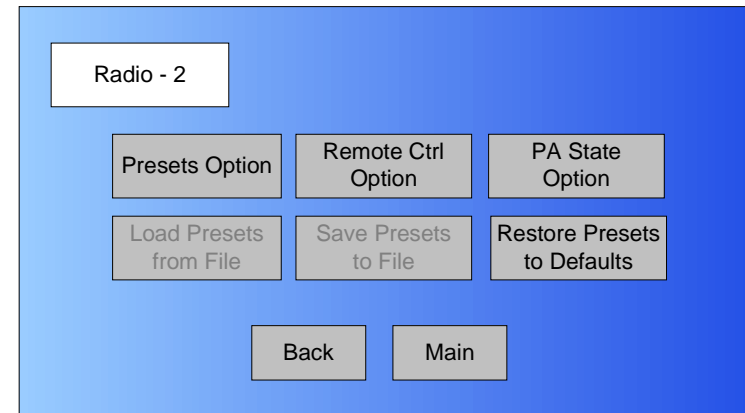 Radio - 2
Presets Option
Remote Ctrl
Option
PA State
Option
Load Presets
from File
Save Presets
to File
Restore Presets
to Defaults
Back
Main